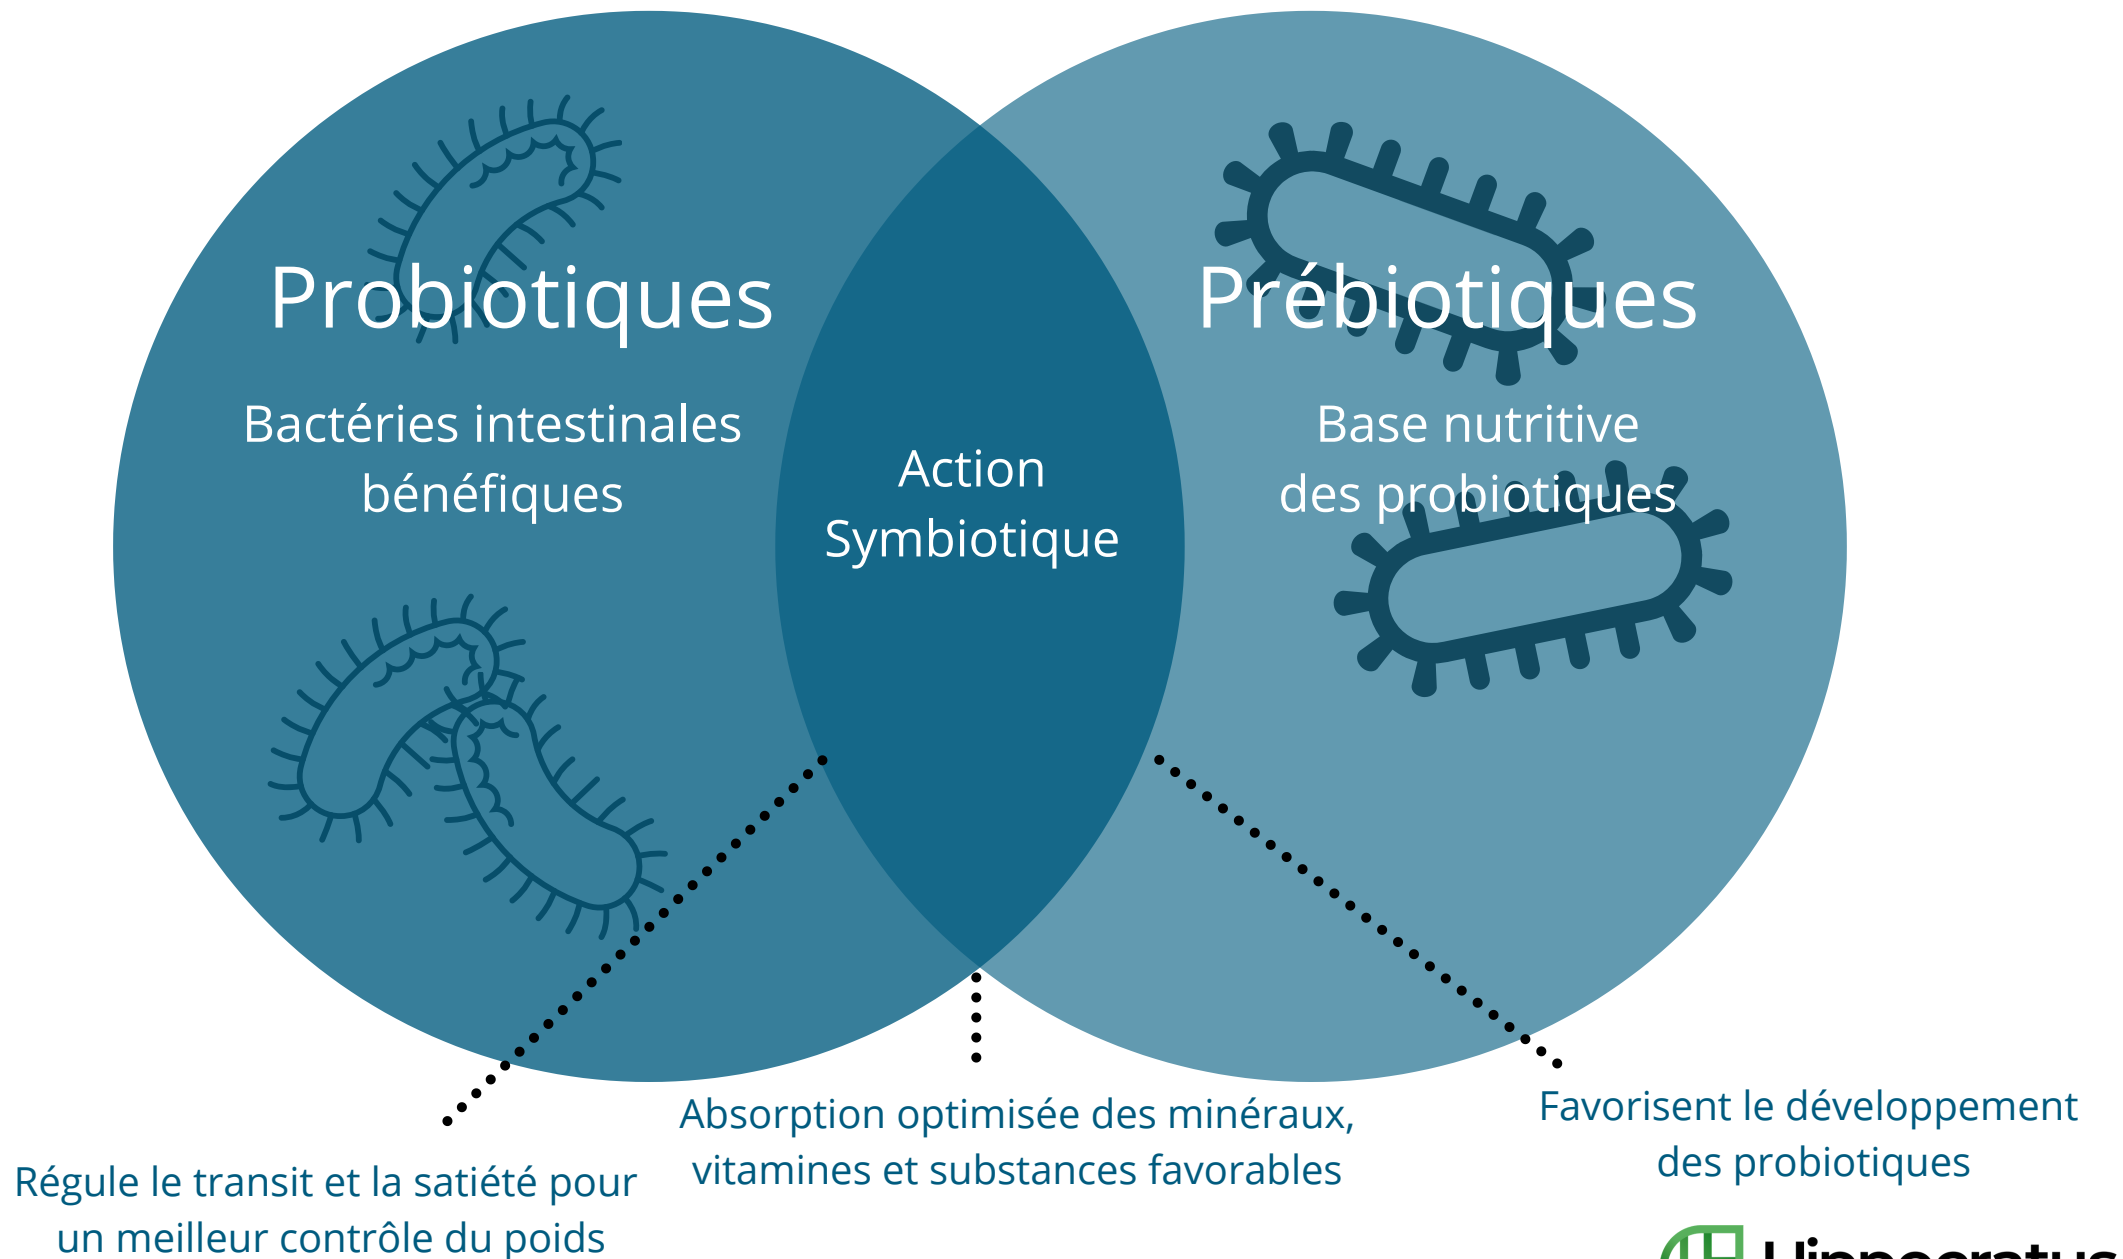 Probiotiques
Bactéries intestinales
bénéfiques
Action
Symbiotique
Prébiotiques
Base nutritive
des probiotiques
Régule le transit et la satiété pour
un meilleur contrôle du poids
Absorption optimisée des minéraux,
vitamines et substances favorables
Favorisent le développement
des probiotiques
Hippocratus